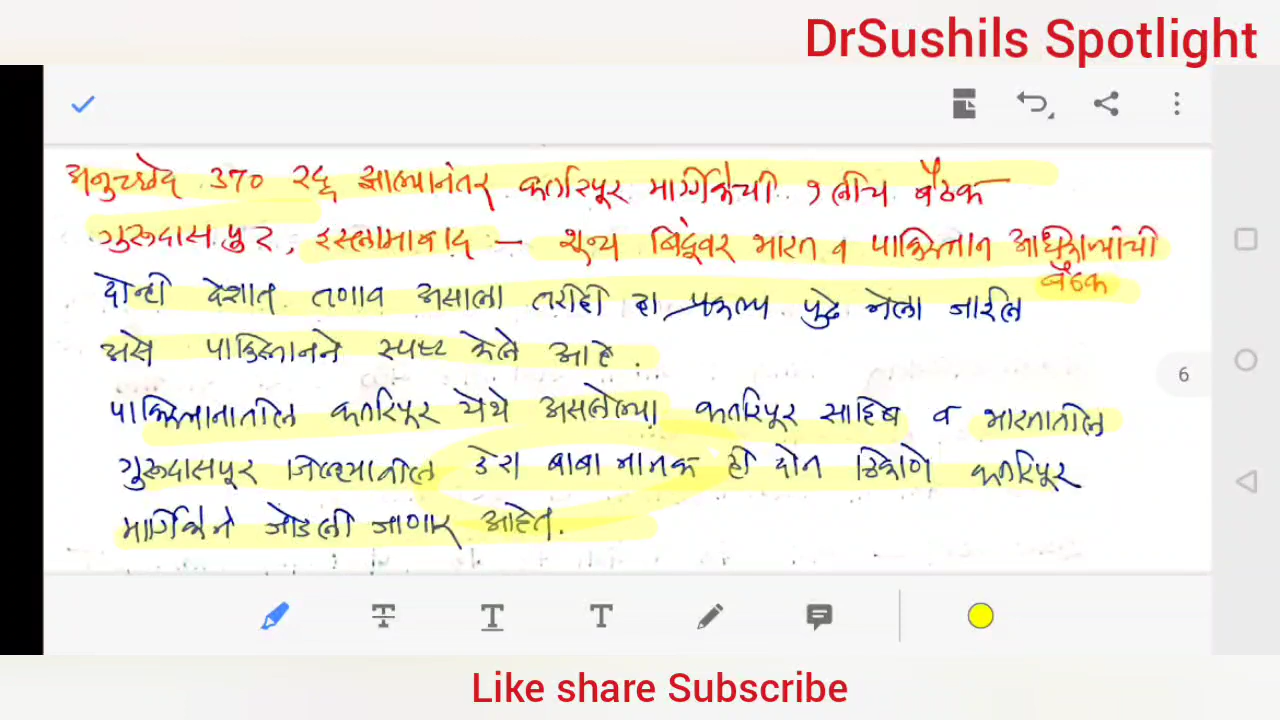 DrSushils Spotlight
अनुच्छेद 370 रद्द झाल्यानंतर कर्तारपूर मार्गिकेची १ लीच बैठक
गुरूदासपुर, इस्लामाबाद — शून्य बिंदूवर भारत व पाकिस्तान अधिकाऱ्यांची
बैठक
दोन्ही देशात तणाव असला तरीही हा प्रकल्प पुढे नेला जाईल
असे पाकिस्तानने स्पष्ट केले आहे.
पाकिस्तानातील कर्तारपूर येथे असलेल्या कर्तारपूर साहिब व भारतातील
गुरूदासपूर जिल्ह्यातील डेरा बाबा नानक ही दोन ठिकाणे कर्तारपूर
मार्गिकेने जोडली जाणार आहेत.
6
T T T
Like share Subscribe